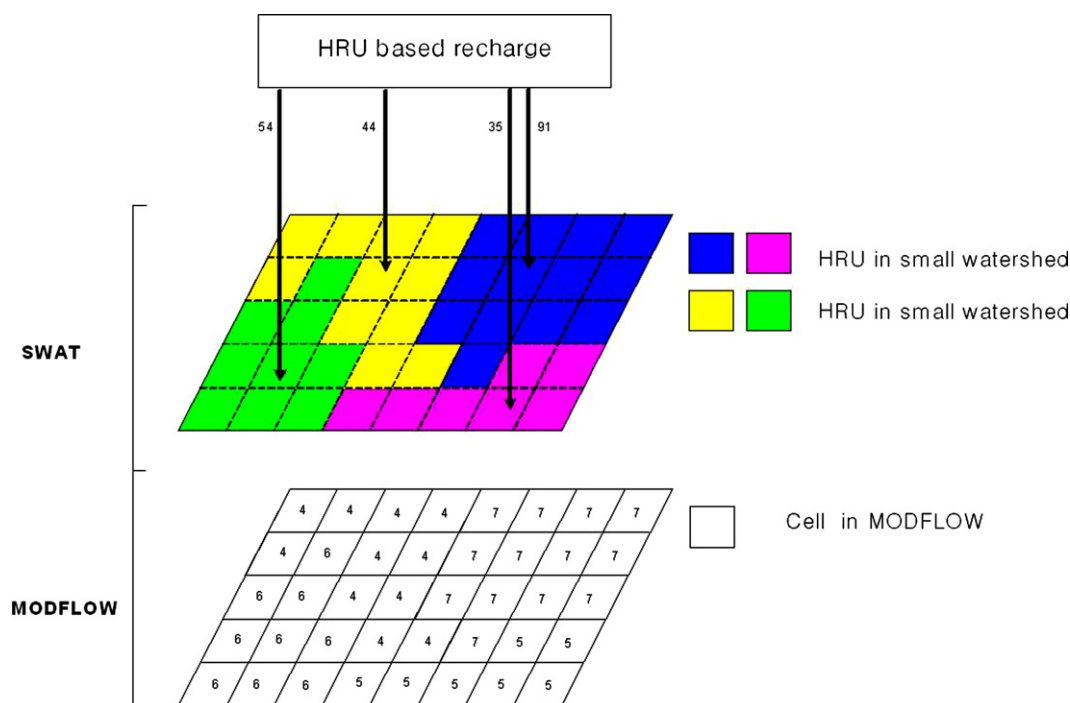 HRU based recharge
54 44 35 91
HRU in small watershed
HRU in small watershed
SWAT
4 4 4 4 7 7 7 7
Cell in MODFLOW
4 6 4 4 7 7 7 7
6 6 4 4 7 7 7 7
MODFLOW
6 6 6 4 4 7 5 5
6 6 6 5 5 5 5 5